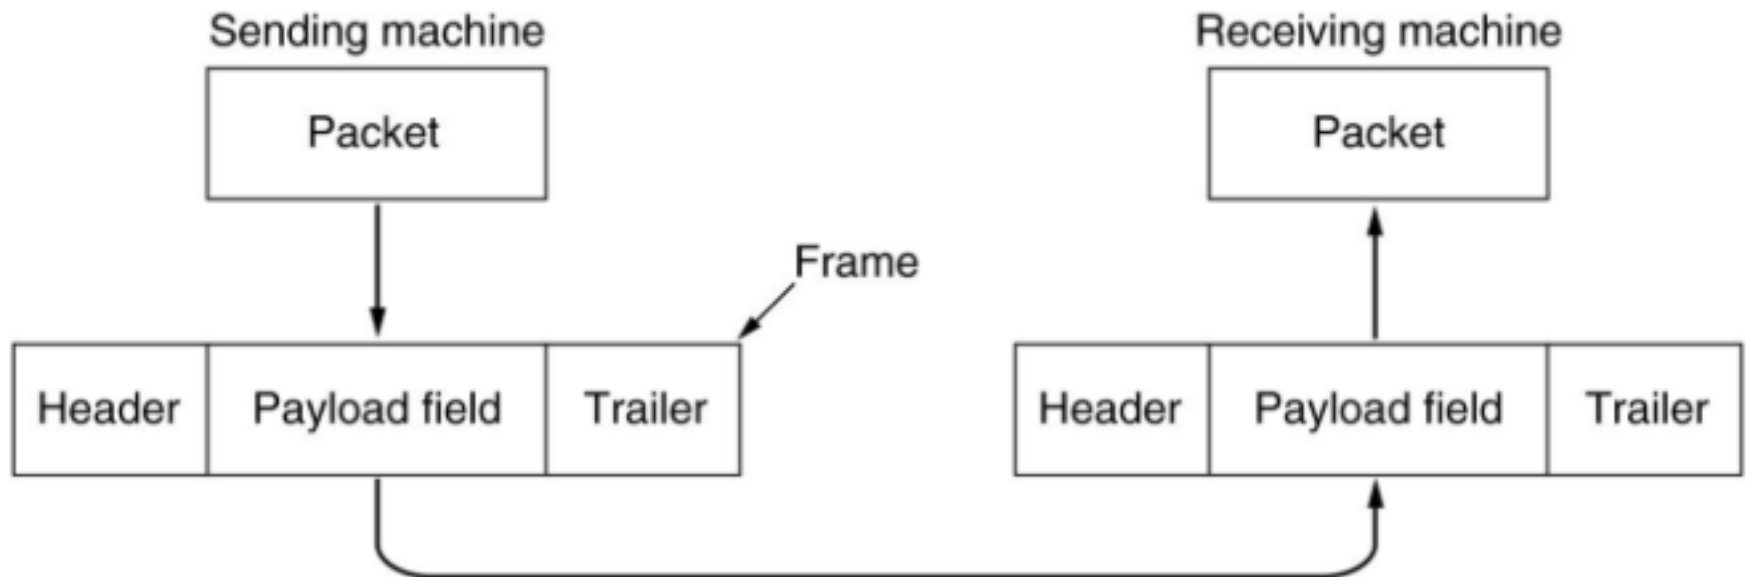 Sending machine
Receiving machine
Packet
Packet
Frame
Header
Payload field
Trailer
Header
Payload field
Trailer